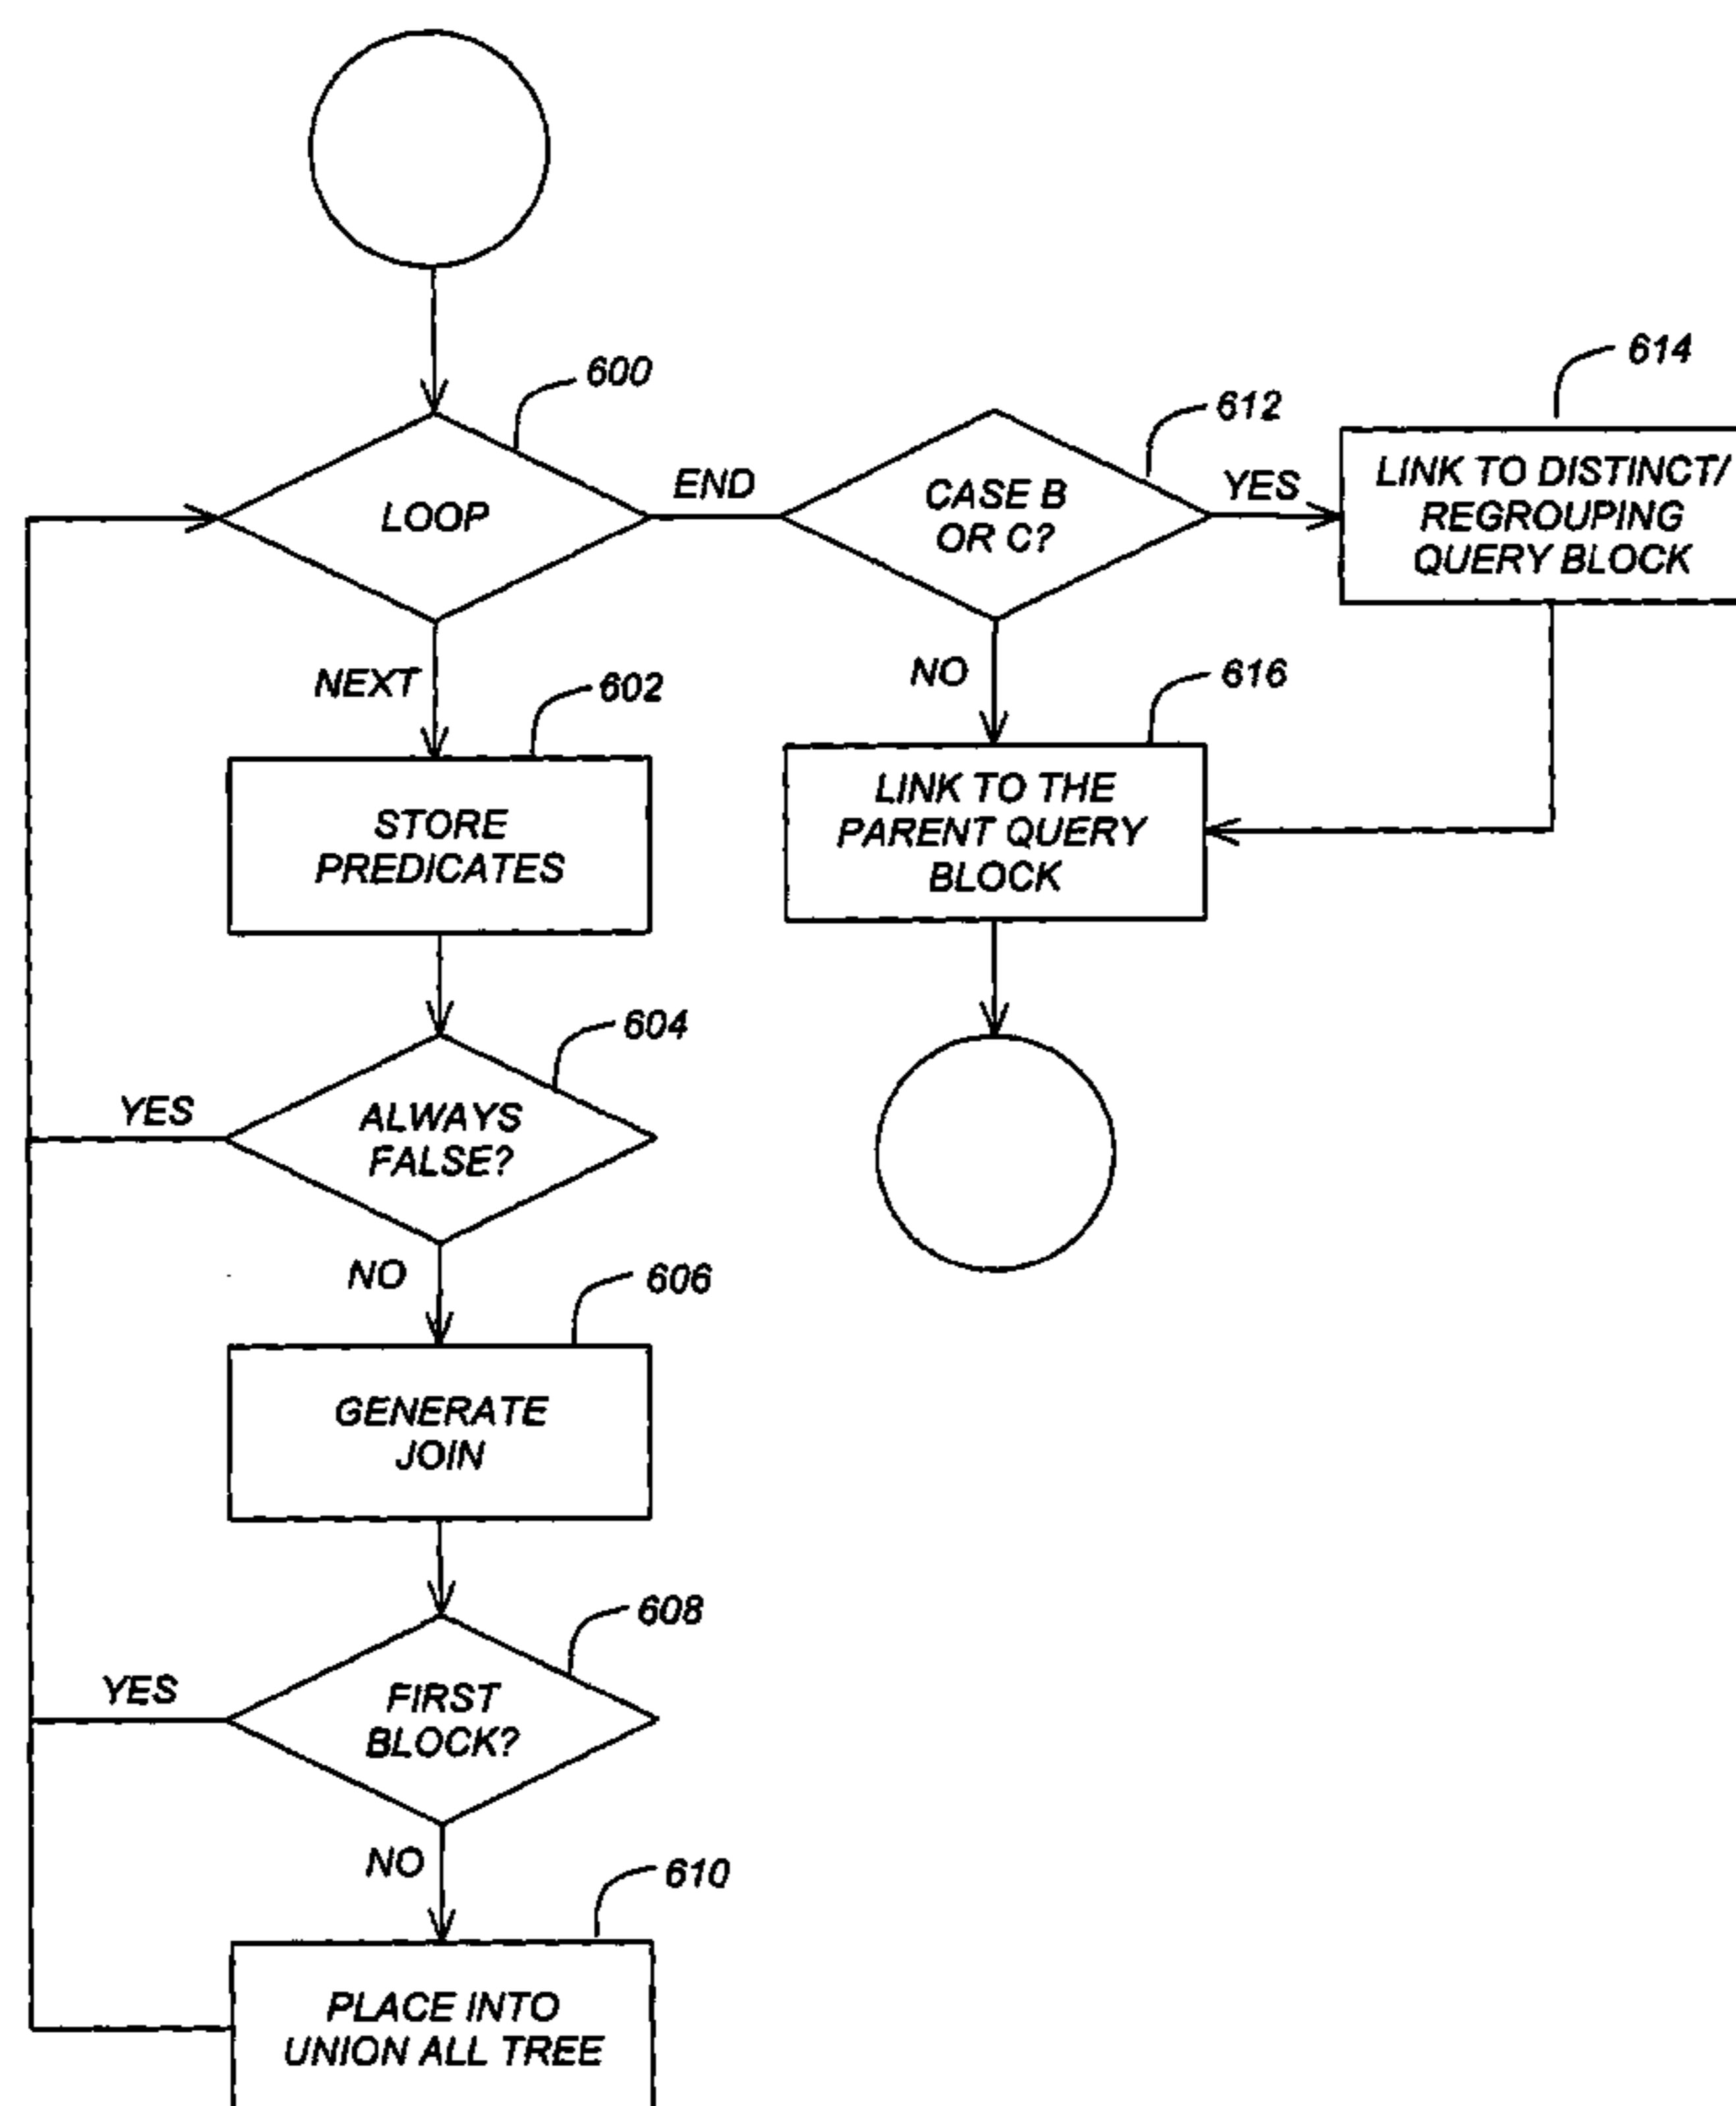 600
LOOP
END
612
CASE B
OR C?
YES
614
LINK TO DISTINCT/
REGROUPING
QUERY BLOCK
NEXT
602
STORE
PREDICATES
NO
616
LINK TO THE
PARENT QUERY
BLOCK
604
YES
ALWAYS
FALSE?
NO
606
GENERATE
JOIN
608
YES
FIRST
BLOCK?
NO
610
PLACE INTO
UNION ALL TREE